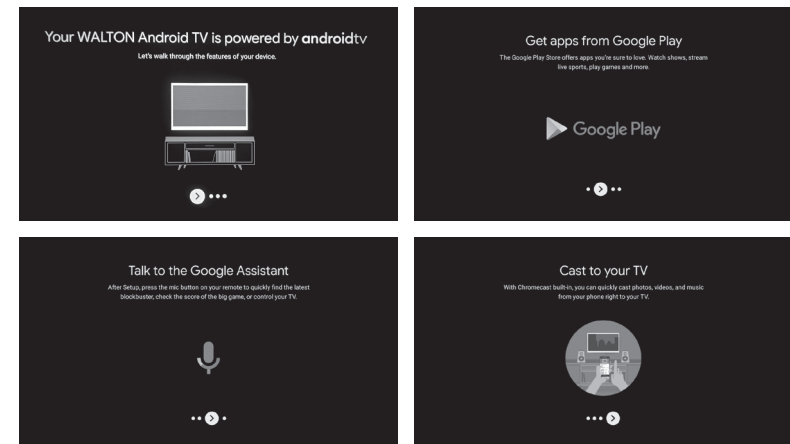 Your WALTON Android TV is powered by androidtv
Let's walk through the features of your device.
Get apps from Google Play
The Google Play Store offers apps you're sure to love. Watch shows, stream
live sports, play games and more.
Google Play
Talk to the Google Assistant
After Setup, press the mic button on your remote to quickly find the latest
blockbuster, check the score of the big game, or control your TV.
Cast to your TV
With Chromecast built-in, you can quickly cast photos, videos, and music
from your phone right to your TV.